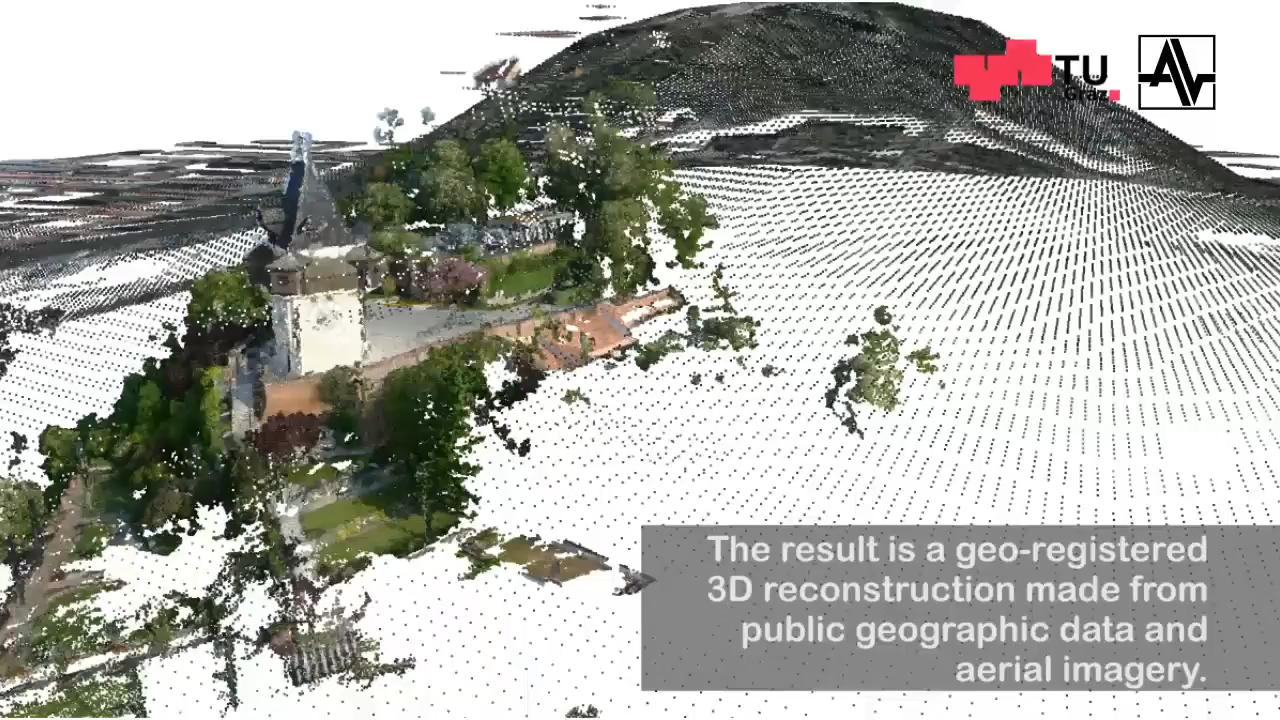 TU
Graz
The result is a geo-registered
3D reconstruction made from
public geographic data and
aerial imagery.